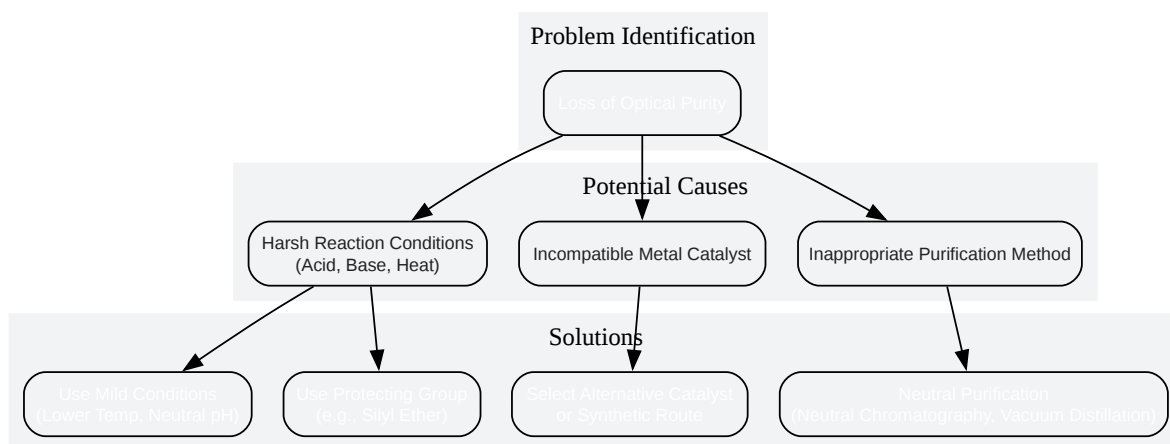 Problem Identification
Loss of Optical Purity
Potential Causes
Harsh Reaction Conditions
(Acid, Base, Heat)
Incompatible Metal Catalyst
Inappropriate Purification Method
Solutions
Use Mild Conditions
(Lower Temp, Neutral pH)
Use Protecting Group
(e.g., Silyl Ether)
Select Alternative Catalyst
or Synthetic Route
Neutral Purification
(Neutral Chromatography, Vacuum Distillation)